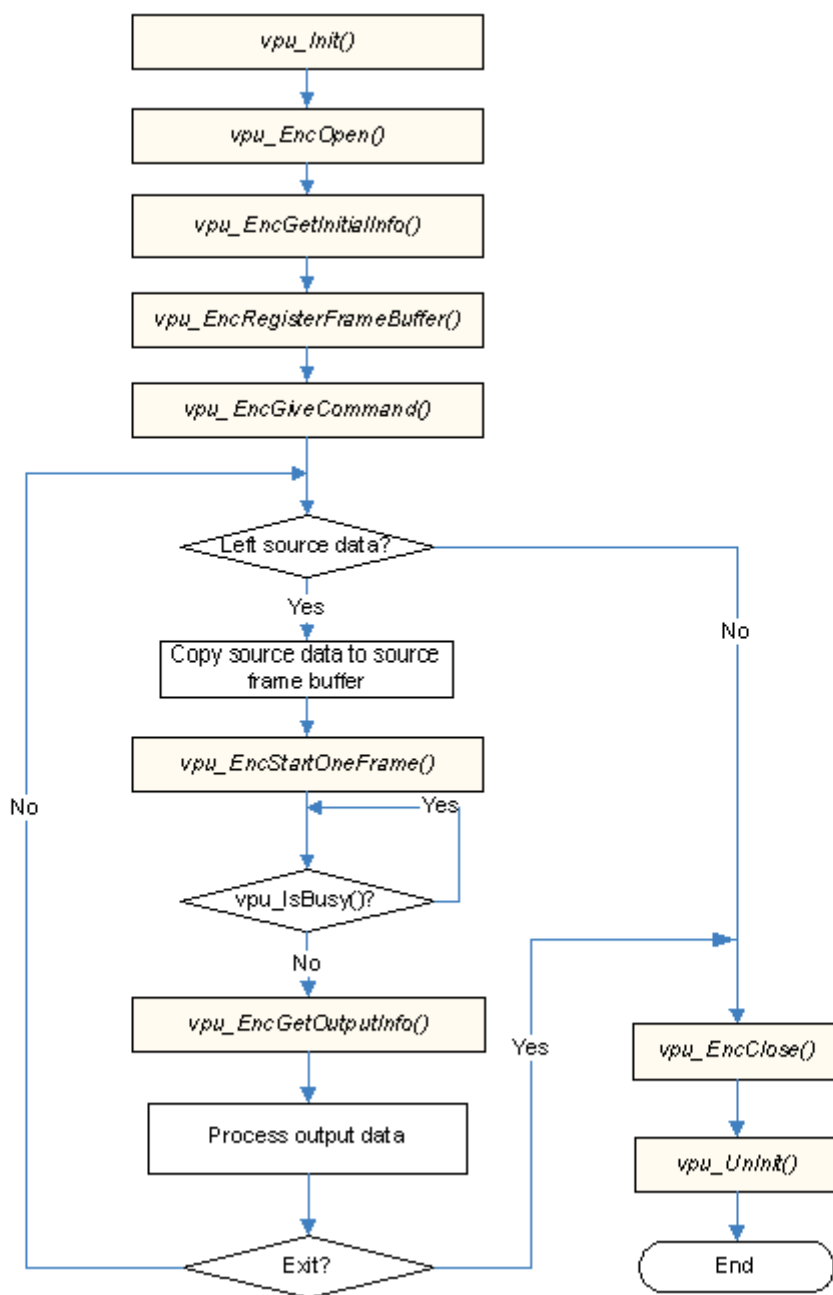 vpu_Init()
vpu_EncOpen()
vpu_EncGetInitialInfo()
vpu_EncRegisterFrameBuffer()
vpu_EncGiveCommand()
Left source data?
Yes
No
Copy source data to source
frame buffer
vpu_EncStartOneFrame()
No
Yes
vpu_IsBusy()?
No
vpu_EncGetOutputInfo()
Yes
vpu_EncClose()
Process output data
vpu_UnInit()
Exit?
End